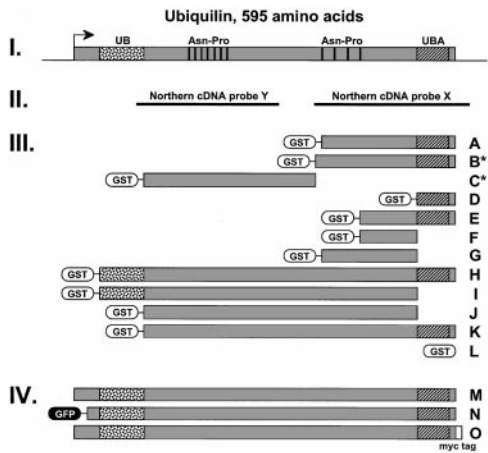 Ubiquilin, 595 amino acids
UB Asn-Pro Asn-Pro UBA
I.
II.
Northern cDNA probe Y Northern cDNA probe X
III.
GST A
GST B*
GST C*
GST D
GST E
GST F
GST G
GST H
GST I
GST J
GST K
GST L
IV.
M
GFP N
O
myc tag